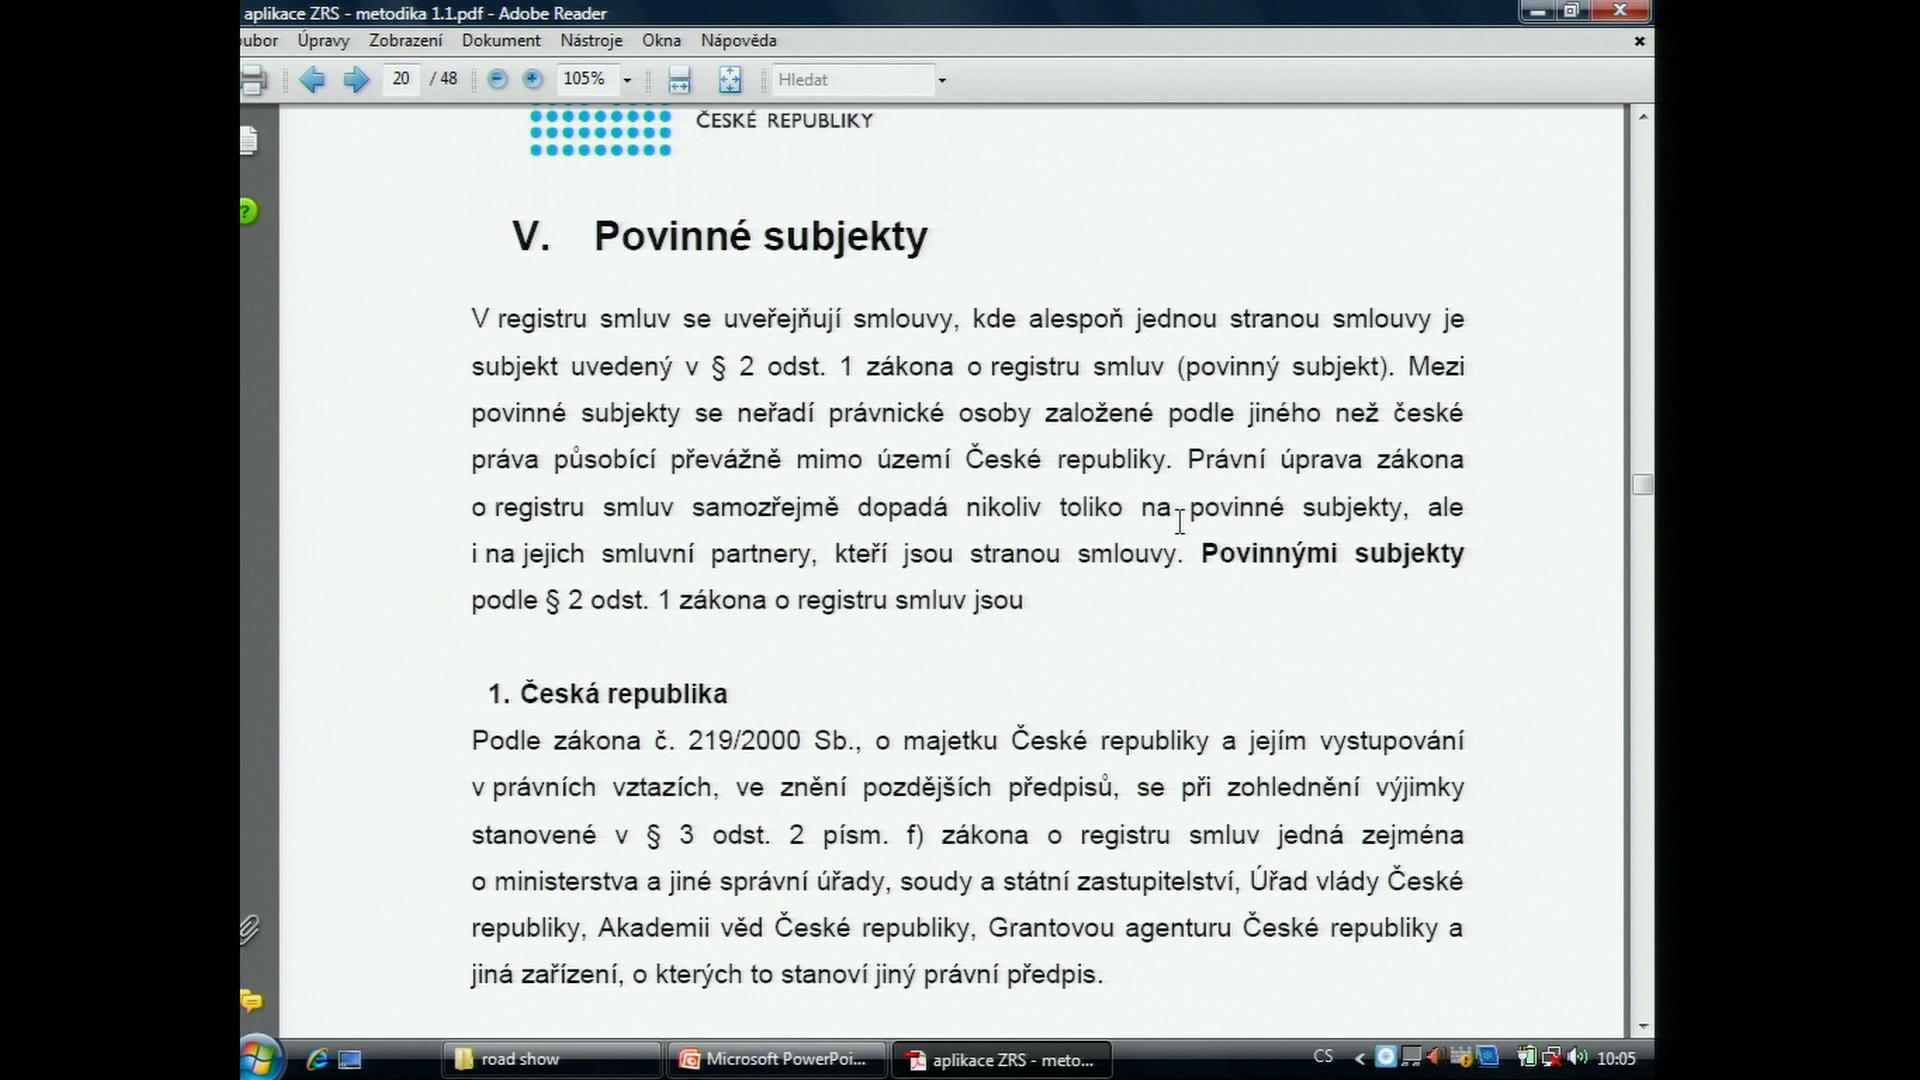 aplikace ZRS - metodika 1.1.pdf - Adobe Reader
oubor Úpravy Zobrazení Dokument Nástroje Okna Nápověda
20 / 48 105% Hledat
ČESKÉ REPUBLIKY
V. Povinné subjekty
V registru smluv se uveřejňují smlouvy, kde alespoň jednou stranou smlouvy je
subjekt uvedený v § 2 odst. 1 zákona o registru smluv (povinný subjekt). Mezi
povinné subjekty se neřadí právnické osoby založené podle jiného než české
práva působící převážně mimo území České republiky. Právní úprava zákona
o registru smluv samozřejmě dopadá nikoliv toliko na povinné subjekty, ale
i na jejich smluvní partnery, kteří jsou stranou smlouvy. Povinnými subjekty
podle § 2 odst. 1 zákona o registru smluv jsou
1. Česká republika
Podle zákona č. 219/2000 Sb., o majetku České republiky a jejím vystupování
v právních vztazích, ve znění pozdějších předpisů, se při zohlednění výjimky
stanovené v § 3 odst. 2 písm. f) zákona o registru smluv jedná zejména
o ministerstva a jiné správní úřady, soudy a státní zastupitelství, Úřad vlády České
republiky, Akademii věd České republiky, Grantovou agenturu České republiky a
jiná zařízení, o kterých to stanoví jiný právní předpis.
road show Microsoft PowerPoi... aplikace ZRS - meto... CS 10:05